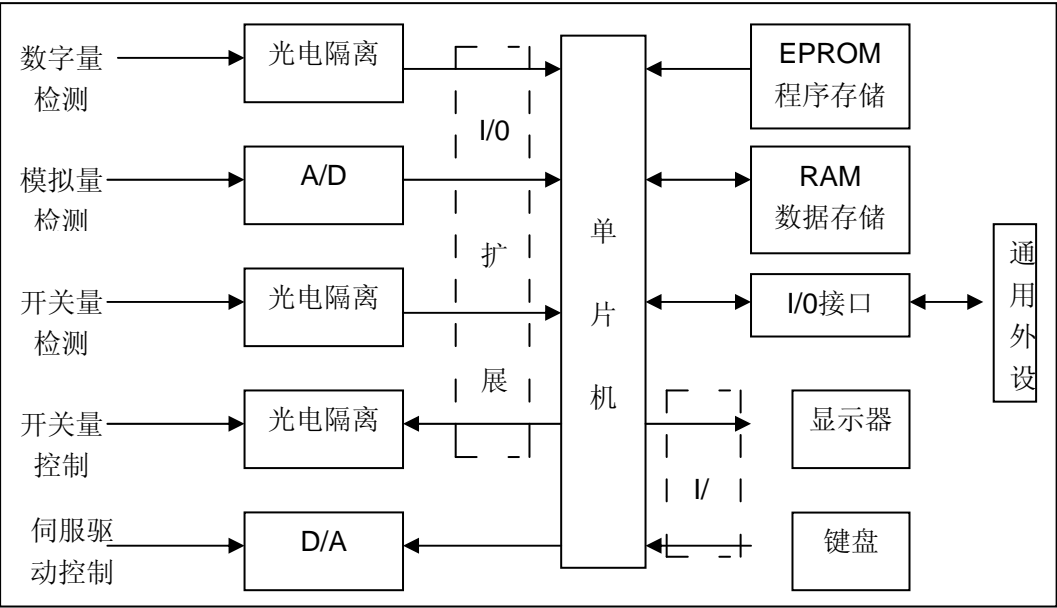 数字量
检测
光电隔离
模拟量
检测
A/D
开关量
检测
光电隔离
开关量
控制
光电隔离
伺服驱
动控制
D/A
I/0
扩
展
单
片
机
EPROM
程序存储
RAM
数据存储
I/0接口
通
用
外
设
I/
显示器
键盘